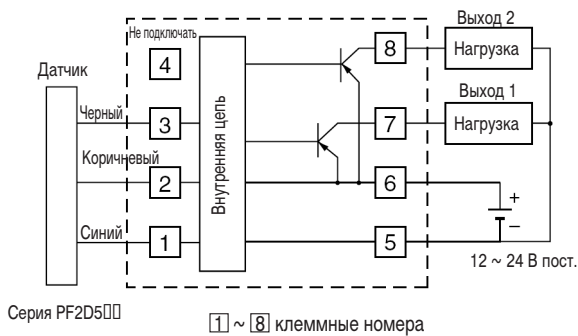 Выход 2
Не подключать
8
Нагрузка
4
Датчик
Выход 1
Черный
3
Внутренняя цепь
7
Нагрузка
Коричневый
2
6
+
Синий
1
5
–
12 ~ 24 В пост.
Серия PF2D5▯▯
1 ~ 8 клеммные номера